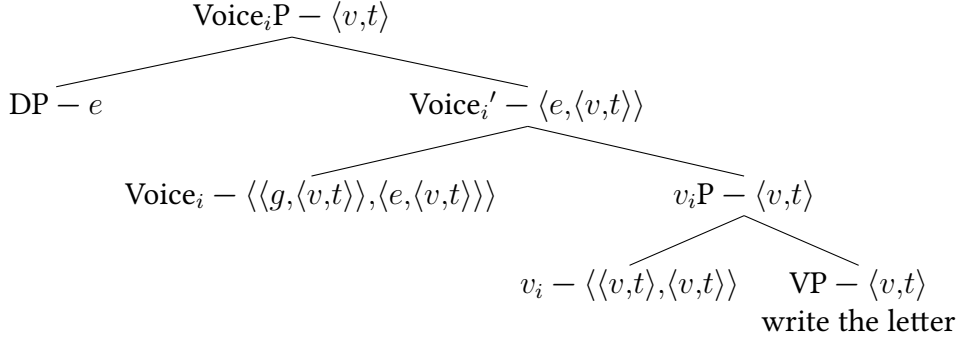 VoiceᵢP – ⟨v,t⟩
DP – e Voiceᵢ′ – ⟨e,⟨v,t⟩⟩
Voiceᵢ – ⟨⟨g,⟨v,t⟩⟩,⟨e,⟨v,t⟩⟩⟩ vᵢP – ⟨v,t⟩
vᵢ – ⟨⟨v,t⟩,⟨v,t⟩⟩ VP – ⟨v,t⟩
write the letter